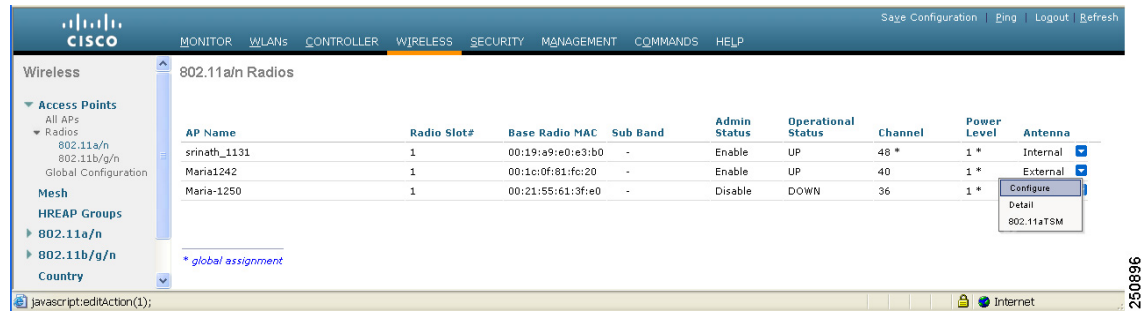 Save Configuration | Ping | Logout | Refresh
CISCO
MONITOR WLANs CONTROLLER WIRELESS SECURITY MANAGEMENT COMMANDS HELP
Wireless
802.11a/n Radios
Access Points
All APs
Radios
802.11a/n
802.11b/g/n
Global Configuration
Mesh
HREAP Groups
802.11a/n
802.11b/g/n
Country
AP Name Radio Slot# Base Radio MAC Sub Band Admin Status Operational Status Channel Power Level Antenna
srinath_1131 1 00:19:a9:e0:e3:b0 - Enable UP 48 * 1 * Internal
Maria1242 1 00:1c:0f:81:fc:20 - Enable UP 40 1 * External
Maria-1250 1 00:21:55:61:3f:e0 - Disable DOWN 36 1 *
Configure
Detail
802.11aTSM
* global assignment
javascript:editAction(1);
Internet
250896